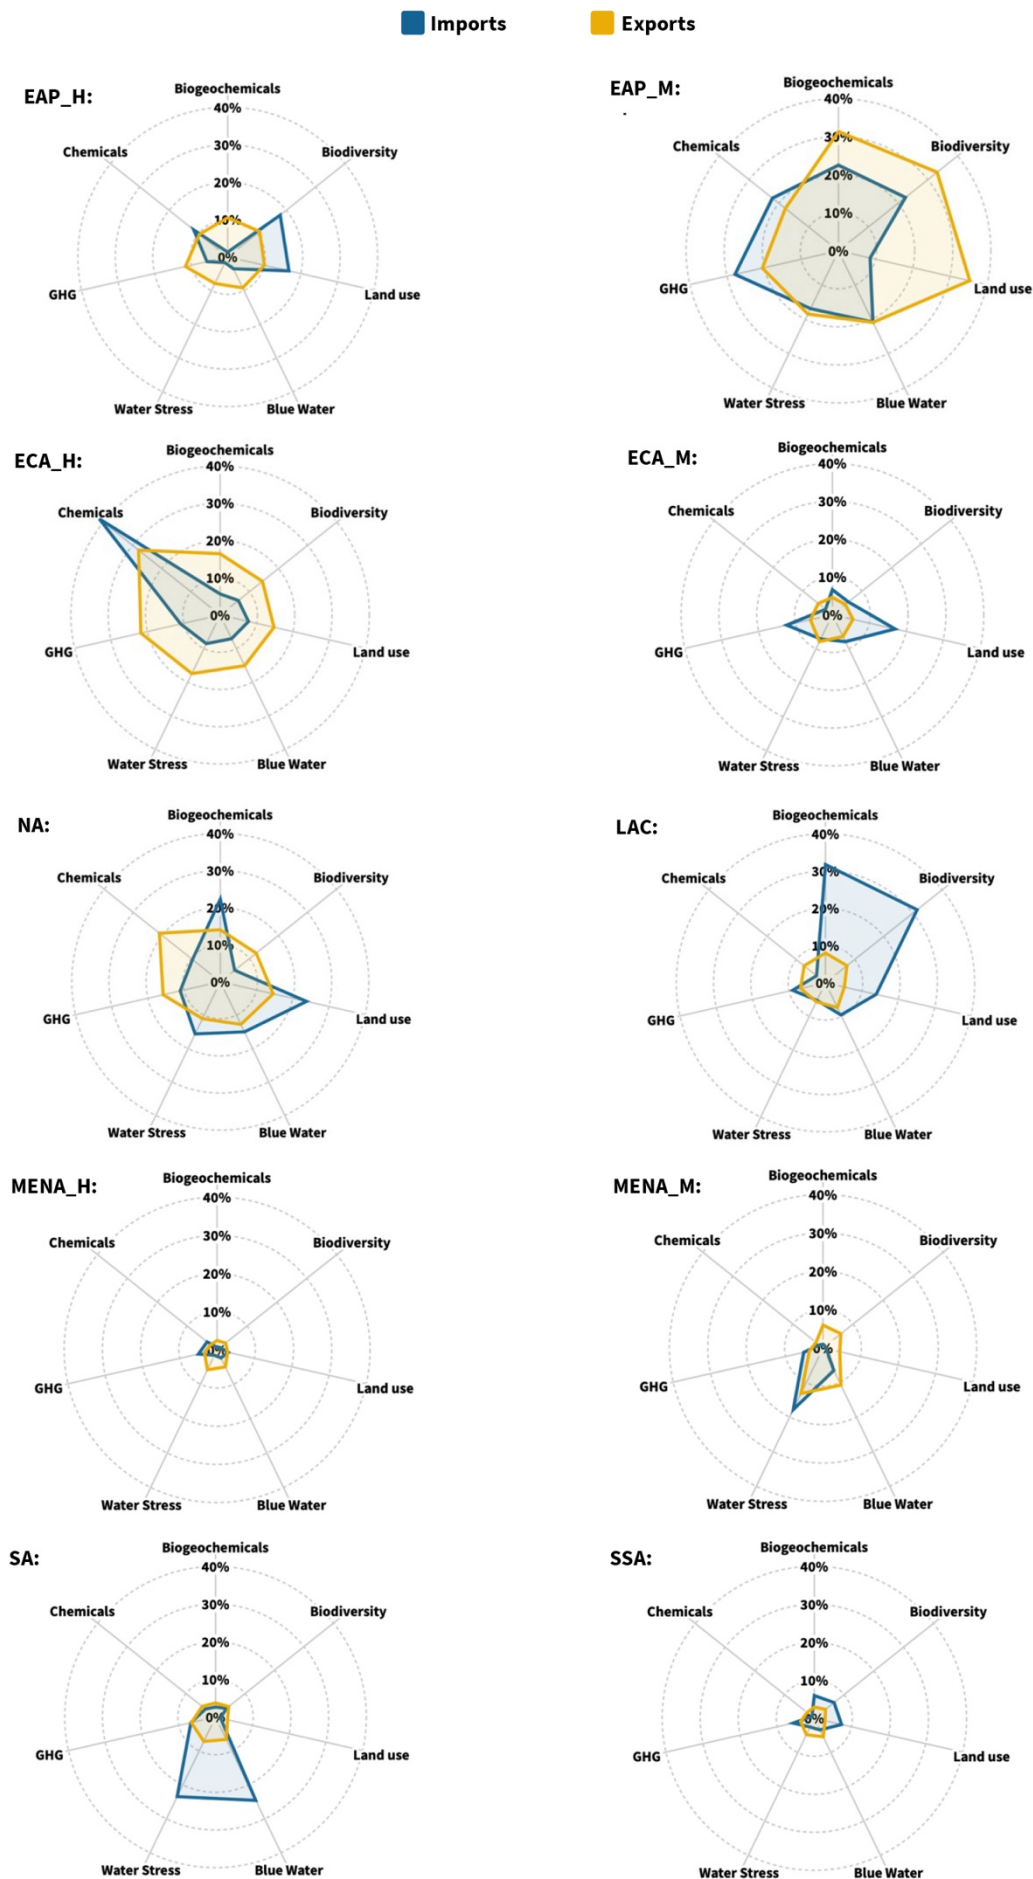 Imports Exports
EAP_H:
Biogeochemicals
40%
30%
20%
10%
0%
Chemicals
Biodiversity
GHG
Land use
Water Stress
Blue Water
EAP_M:
Biogeochemicals
40%
30%
20%
10%
0%
Chemicals
Biodiversity
GHG
Land use
Water Stress
Blue Water
ECA_H:
Biogeochemicals
40%
30%
20%
10%
0%
Chemicals
Biodiversity
GHG
Land use
Water Stress
Blue Water
ECA_M:
Biogeochemicals
40%
30%
20%
10%
0%
Chemicals
Biodiversity
GHG
Land use
Water Stress
Blue Water
NA:
Biogeochemicals
40%
30%
20%
10%
0%
Chemicals
Biodiversity
GHG
Land use
Water Stress
Blue Water
LAC:
Biogeochemicals
40%
30%
20%
10%
0%
Chemicals
Biodiversity
GHG
Land use
Water Stress
Blue Water
MENA_H:
Biogeochemicals
40%
30%
20%
10%
0%
Chemicals
Biodiversity
GHG
Land use
Water Stress
Blue Water
MENA_M:
Biogeochemicals
40%
30%
20%
10%
0%
Chemicals
Biodiversity
GHG
Land use
Water Stress
Blue Water
SA:
Biogeochemicals
40%
30%
20%
10%
0%
Chemicals
Biodiversity
GHG
Land use
Water Stress
Blue Water
SSA:
Biogeochemicals
40%
30%
20%
10%
0%
Chemicals
Biodiversity
GHG
Land use
Water Stress
Blue Water